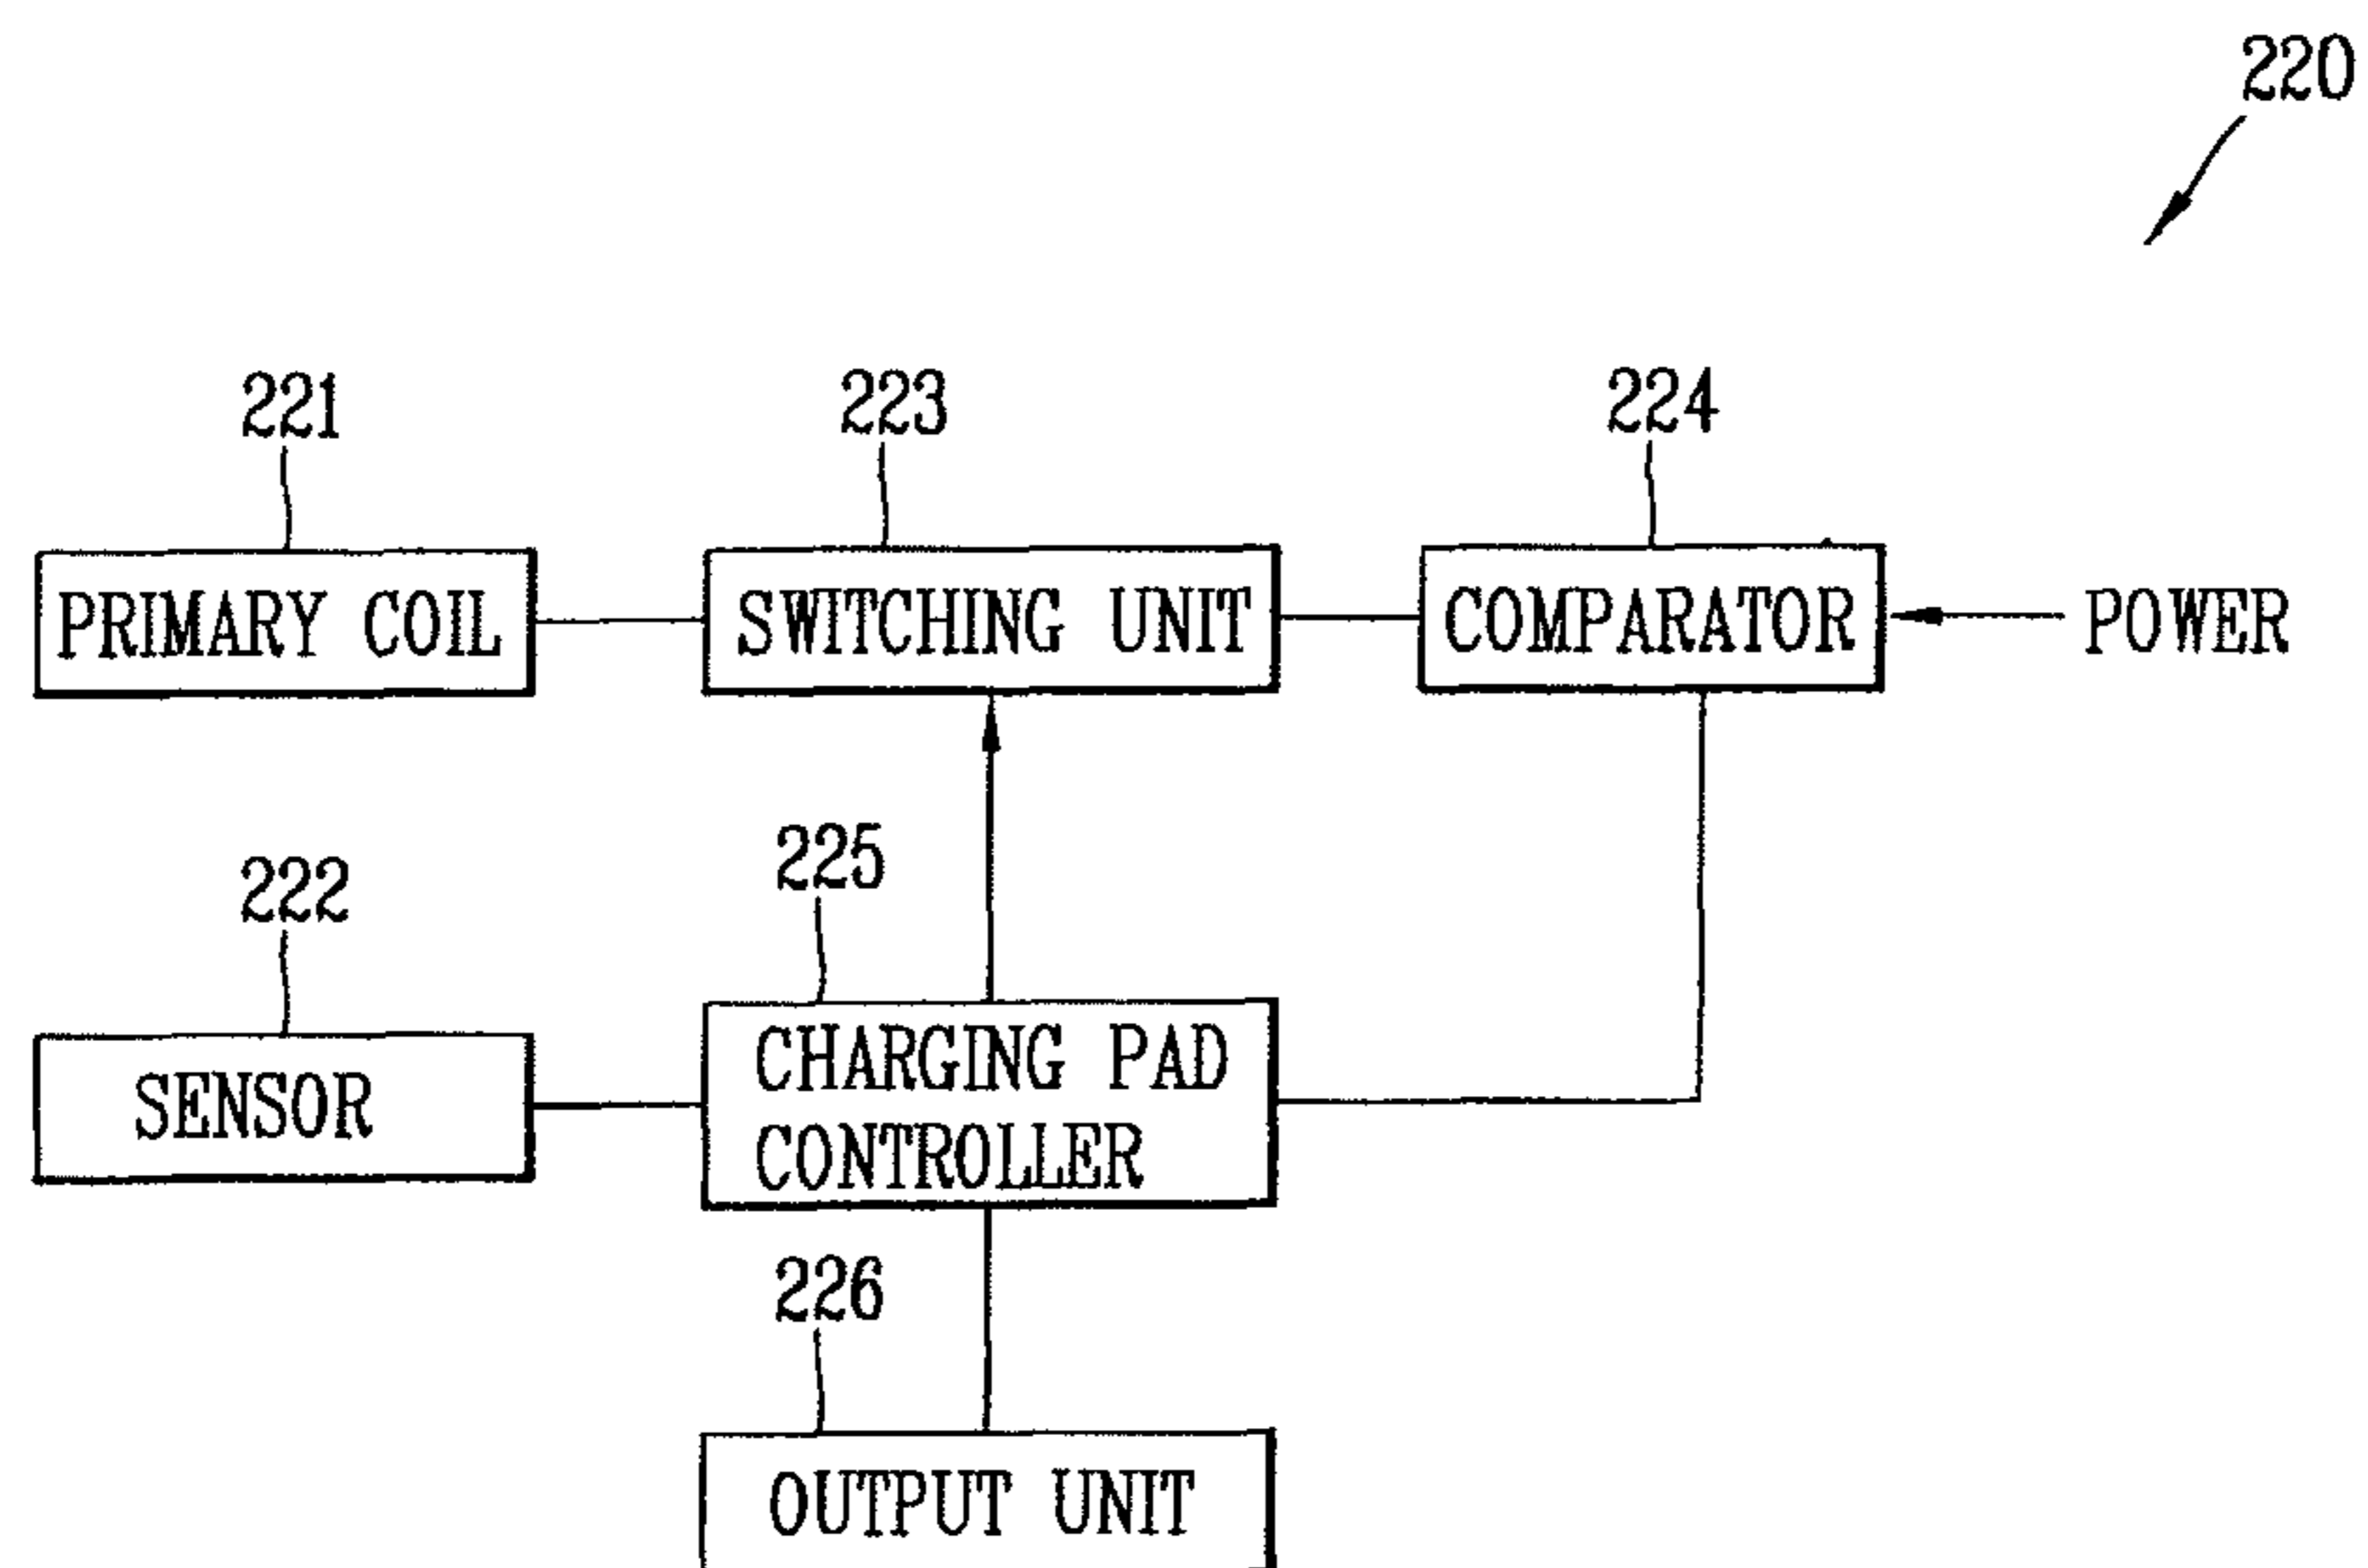 220
221
223
224
PRIMARY COIL
SWITCHING UNIT
COMPARATOR
POWER
222
225
SENSOR
CHARGING PAD
CONTROLLER
226
OUTPUT UNIT